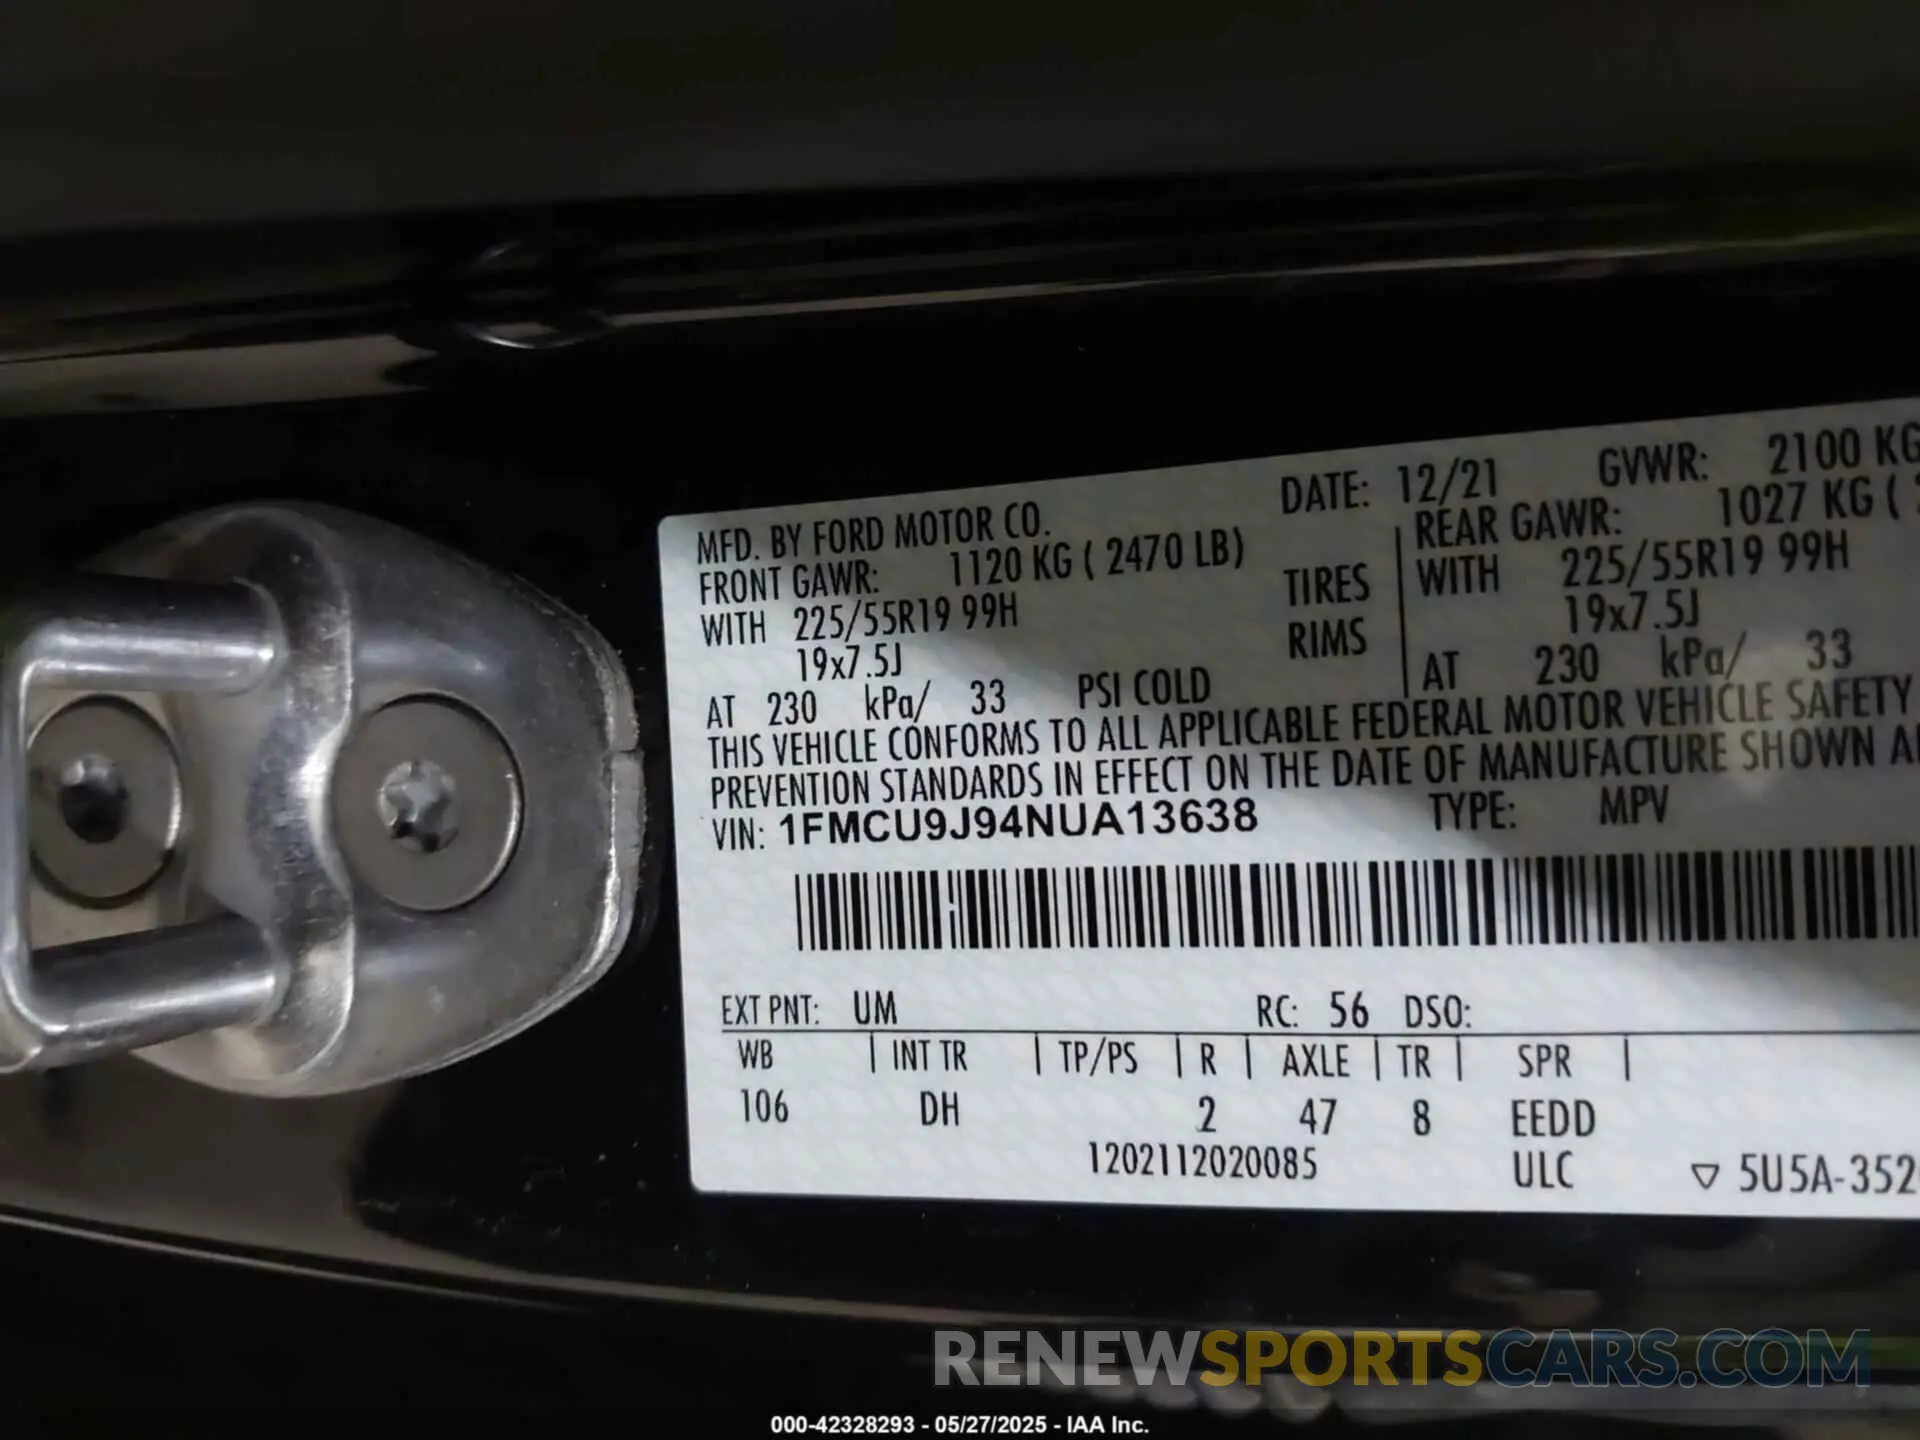 MFD. BY FORD MOTOR CO. DATE: 12/21 GVWR: 2100 KG
FRONT GAWR: 1120 KG ( 2470 LB) REAR GAWR: 1027 KG (
WITH 225/55R19 99H TIRES WITH 225/55R19 99H
19x7.5J RIMS 19x7.5J
AT 230 kPa/ 33 PSI COLD AT 230 kPa/ 33
THIS VEHICLE CONFORMS TO ALL APPLICABLE FEDERAL MOTOR VEHICLE SAFETY
PREVENTION STANDARDS IN EFFECT ON THE DATE OF MANUFACTURE SHOWN
VIN: 1FMCU9J94NUA13638 TYPE: MPV
EXT PNT: UM RC: 56 DSO:
WB | INT TR | TP/PS | R | AXLE | TR | SPR |
106 DH 2 47 8 EEDD
1202112020085 ULC ▽ 5U5A-352
RENEWSPORTSCARS.COM
000-42328293 - 05/27/2025 - IAA Inc.